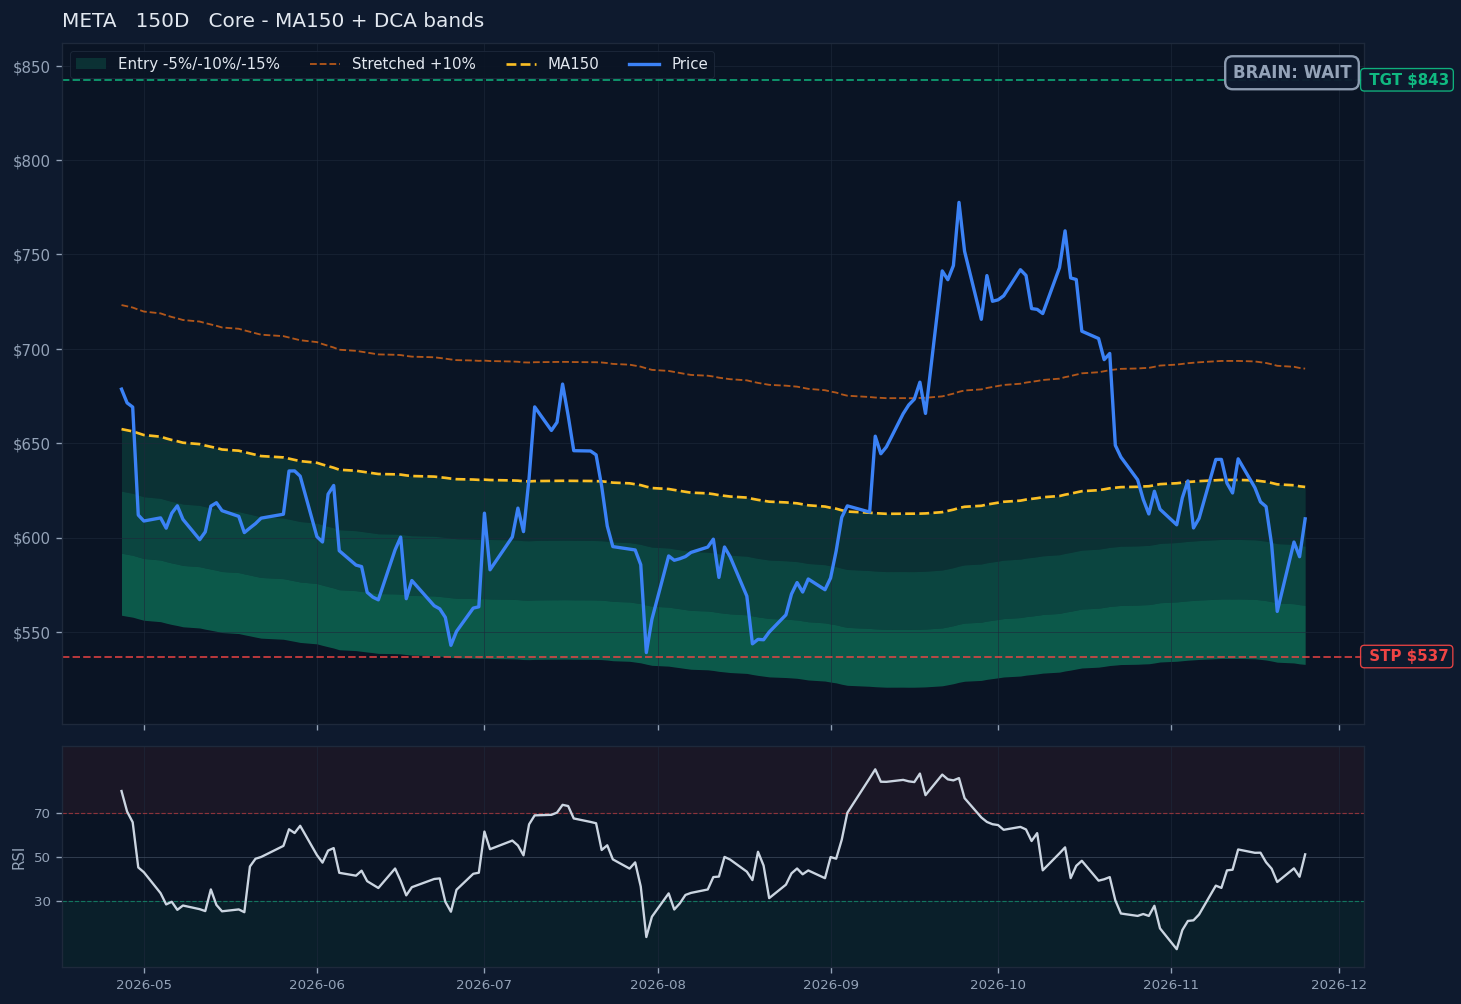 META   150D   Core - MA150 + DCA bands
Entry -5%/-10%/-15%   Stretched +10%   MA150   Price
BRAIN: WAIT
TGT $843
$850
$800
$750
$700
$650
$600
$550
STP $537
RSI
70
50
30
2026-05   2026-06   2026-07   2026-08   2026-09   2026-10   2026-11   2026-12